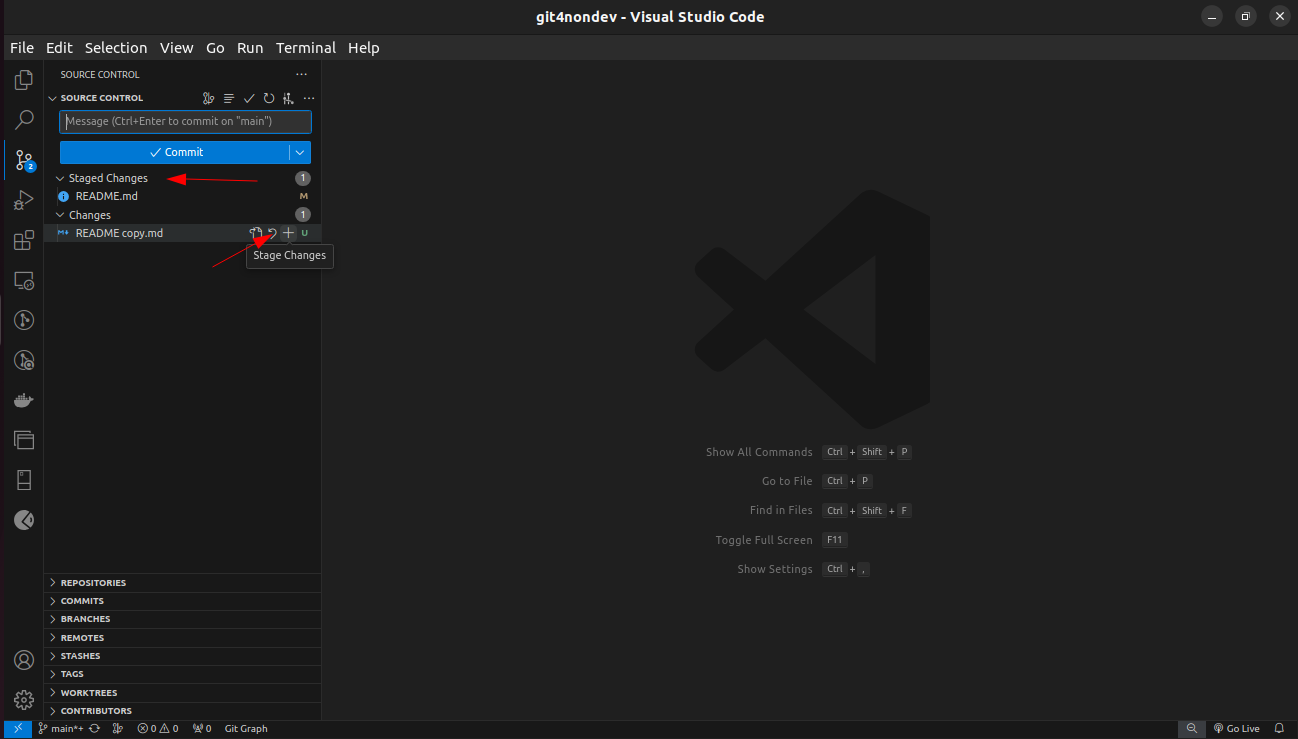 git4nondev - Visual Studio Code
File Edit Selection View Go Run Terminal Help
SOURCE CONTROL
SOURCE CONTROL
Message (Ctrl+Enter to commit on "main")
Commit
Staged Changes 1
README.md M
Changes 1
README copy.md U
Stage Changes
2
Show All Commands Ctrl + Shift + P
Go to File Ctrl + P
Find in Files Ctrl + Shift + F
Toggle Full Screen F11
Show Settings Ctrl + ,
REPOSITORIES
COMMITS
BRANCHES
REMOTES
STASHES
TAGS
WORKTREES
CONTRIBUTORS
main*+ 0 0 0 Git Graph Go Live